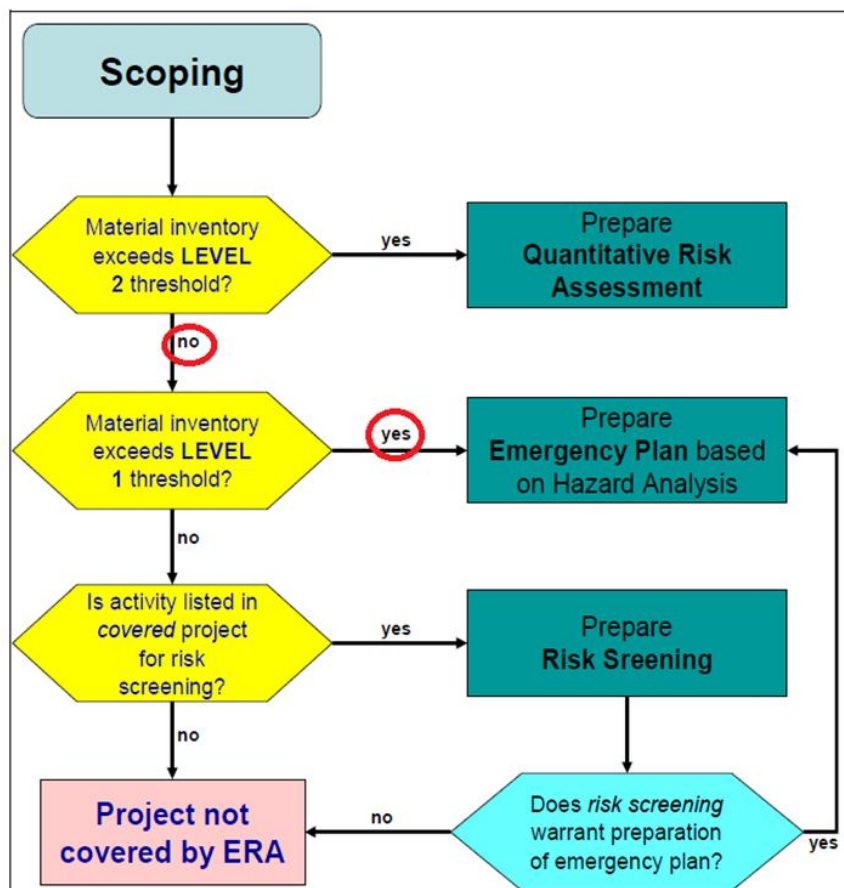 Scoping
Material inventory
exceeds LEVEL
2 threshold?
yes
Prepare
Quantitative Risk
Assessment
no
Material inventory
exceeds LEVEL
1 threshold?
yes
Prepare
Emergency Plan based
on Hazard Analysis
no
Is activity listed in
covered project
for risk
screening?
yes
Prepare
Risk Sreening
no
Project not
covered by ERA
no
Does risk screening
warrant preparation
of emergency plan?
yes